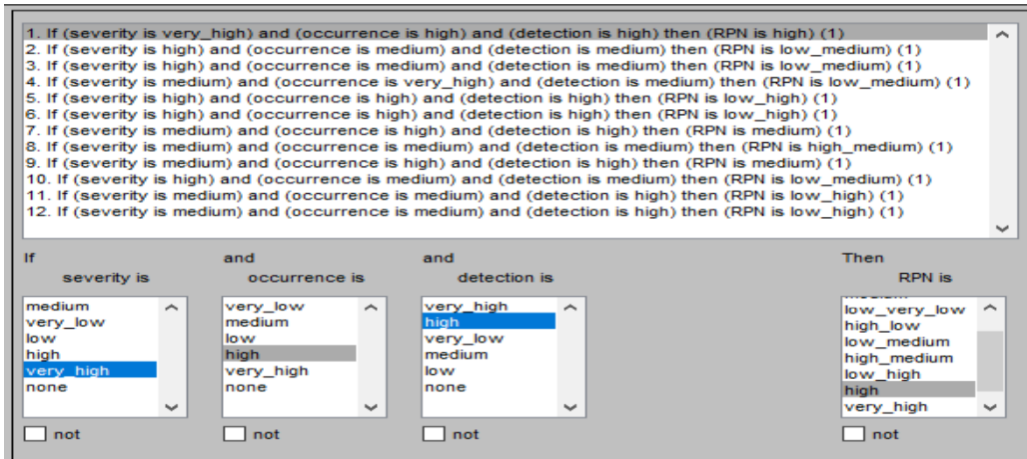 1. If (severity is very_high) and (occurrence is high) and (detection is high) then (RPN is high) (1)
2. If (severity is high) and (occurrence is medium) and (detection is medium) then (RPN is low_medium) (1)
3. If (severity is high) and (occurrence is medium) and (detection is medium) then (RPN is low_medium) (1)
4. If (severity is medium) and (occurrence is very_high) and (detection is medium) then (RPN is low_medium) (1)
5. If (severity is high) and (occurrence is high) and (detection is high) then (RPN is low_high) (1)
6. If (severity is high) and (occurrence is high) and (detection is high) then (RPN is low_high) (1)
7. If (severity is medium) and (occurrence is high) and (detection is high) then (RPN is medium) (1)
8. If (severity is medium) and (occurrence is medium) and (detection is medium) then (RPN is high_medium) (1)
9. If (severity is medium) and (occurrence is high) and (detection is high) then (RPN is medium) (1)
10. If (severity is high) and (occurrence is medium) and (detection is medium) then (RPN is low_medium) (1)
11. If (severity is medium) and (occurrence is medium) and (detection is high) then (RPN is low_high) (1)
12. If (severity is medium) and (occurrence is medium) and (detection is high) then (RPN is low_high) (1)
If
severity is
medium
very_low
low
high
very_high
none
not
and
occurrence is
very_low
medium
low
high
very_high
none
not
and
detection is
very_high
high
very_low
medium
low
none
not
Then
RPN is
low_very_low
high_low
low_medium
high_medium
low_high
high
very_high
not